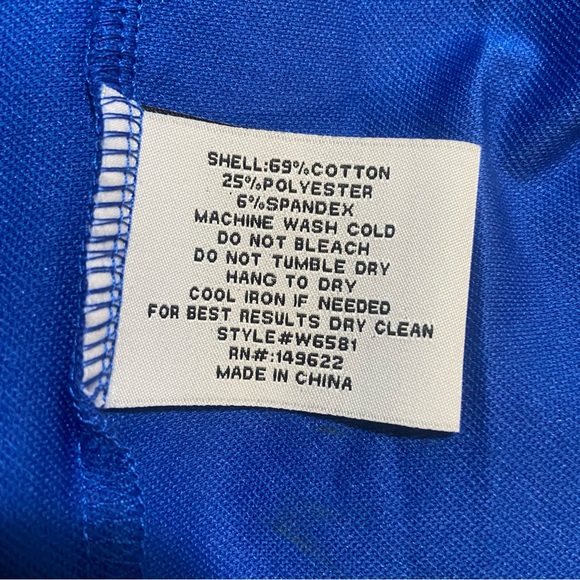 SHELL:69%COTTON
25%POLYESTER
6%SPANDEX
MACHINE WASH COLD
DO NOT BLEACH
DO NOT TUMBLE DRY
HANG TO DRY
COOL IRON IF NEEDED
FOR BEST RESULTS DRY CLEAN
STYLE#W6581
RN#:149622
MADE IN CHINA